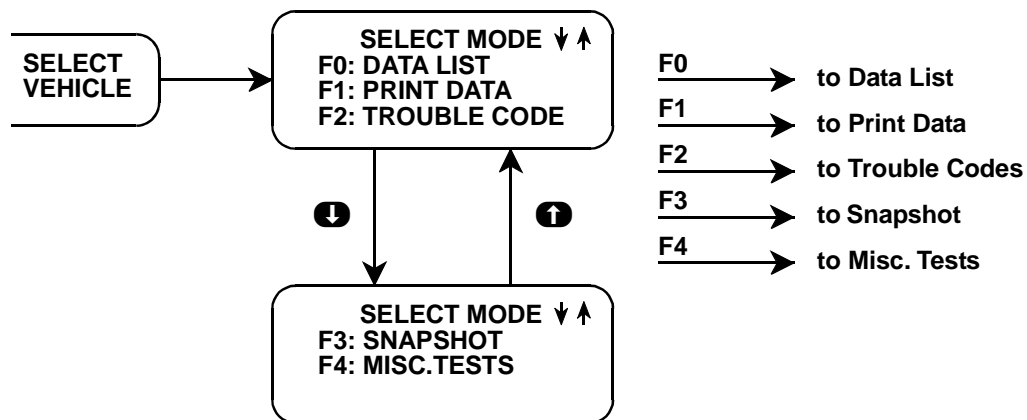 SELECT
VEHICLE
SELECT MODE
F0: DATA LIST
F1: PRINT DATA
F2: TROUBLE CODE
SELECT MODE
F3: SNAPSHOT
F4: MISC.TESTS
F0 to Data List
F1 to Print Data
F2 to Trouble Codes
F3 to Snapshot
F4 to Misc. Tests